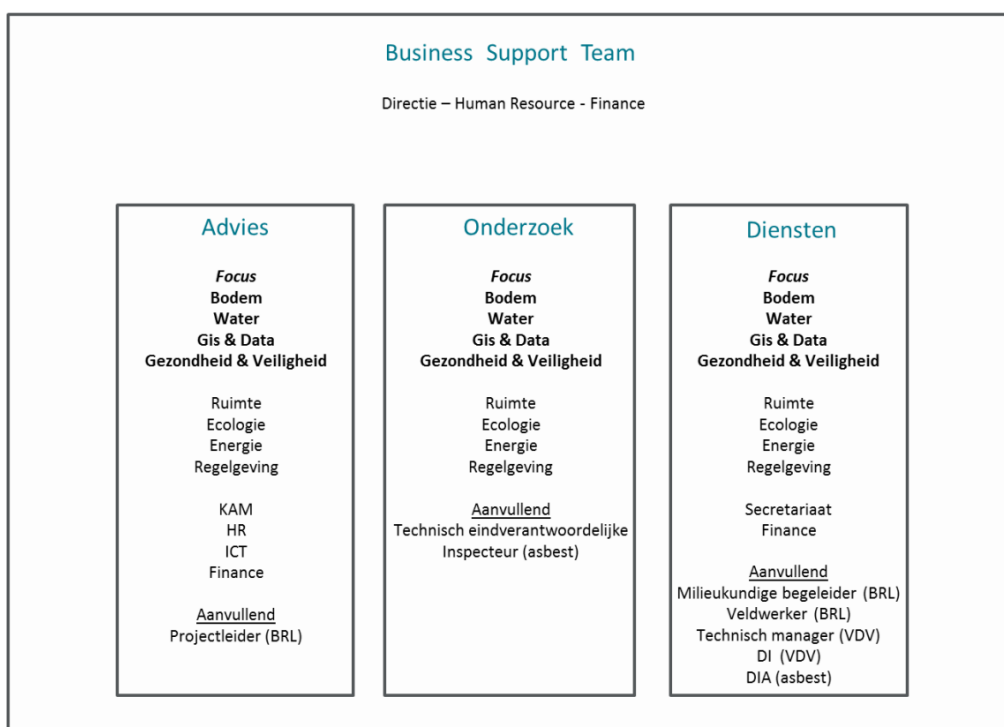 Business Support Team
Directie – Human Resource - Finance
Advies
Focus
Bodem
Water
Gis & Data
Gezondheid & Veiligheid
Ruimte
Ecologie
Energie
Regelgeving
KAM
HR
ICT
Finance
Aanvullend
Projectleider (BRL)
Onderzoek
Focus
Bodem
Water
Gis & Data
Gezondheid & Veiligheid
Ruimte
Ecologie
Energie
Regelgeving
Aanvullend
Technisch eindverantwoordelijke
Inspecteur (asbest)
Diensten
Focus
Bodem
Water
Gis & Data
Gezondheid & Veiligheid
Ruimte
Ecologie
Energie
Regelgeving
Secretariaat
Finance
Aanvullend
Milieukundige begeleider (BRL)
Veldwerker (BRL)
Technisch manager (VDV)
DI (VDV)
DIA (asbest)